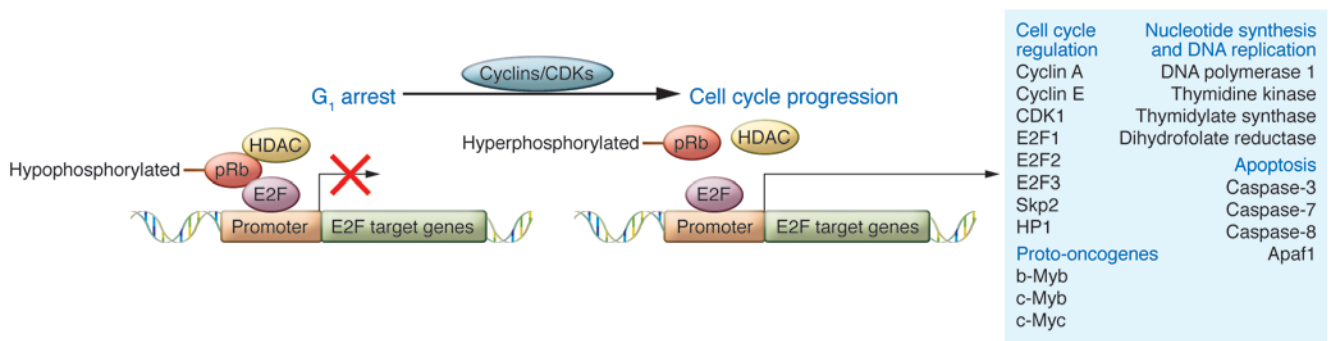 Cyclins/CDKs
G₁ arrest
Cell cycle progression
Hypophosphorylated
pRb
HDAC
E2F
Promoter
E2F target genes
Hyperphosphorylated
pRb
HDAC
E2F
Promoter
E2F target genes
Cell cycle
regulation
Cyclin A
Cyclin E
CDK1
E2F1
E2F2
E2F3
Skp2
HP1
Proto-oncogenes
b-Myb
c-Myb
c-Myc
Nucleotide synthesis
and DNA replication
DNA polymerase 1
Thymidine kinase
Thymidylate synthase
Dihydrofolate reductase
Apoptosis
Caspase-3
Caspase-7
Caspase-8
Apaf1